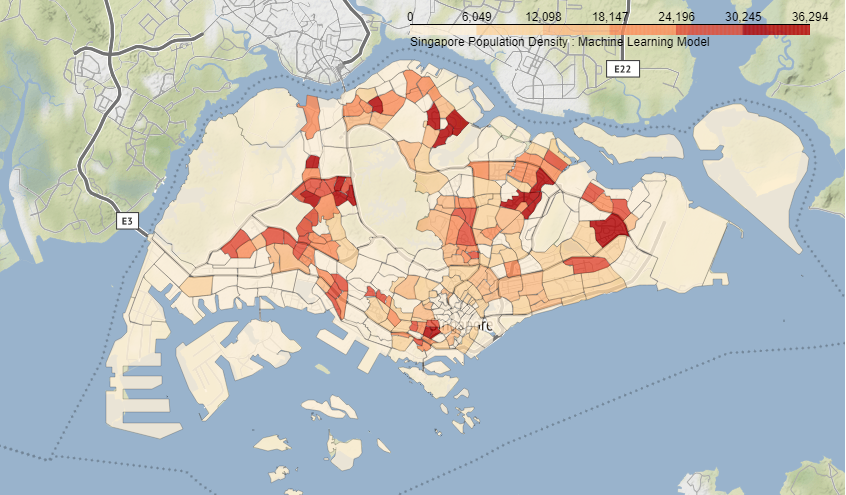 0 6,049 12,098 18,147 24,196 30,245 36,294
Singapore Population Density : Machine Learning Model
E22
E3